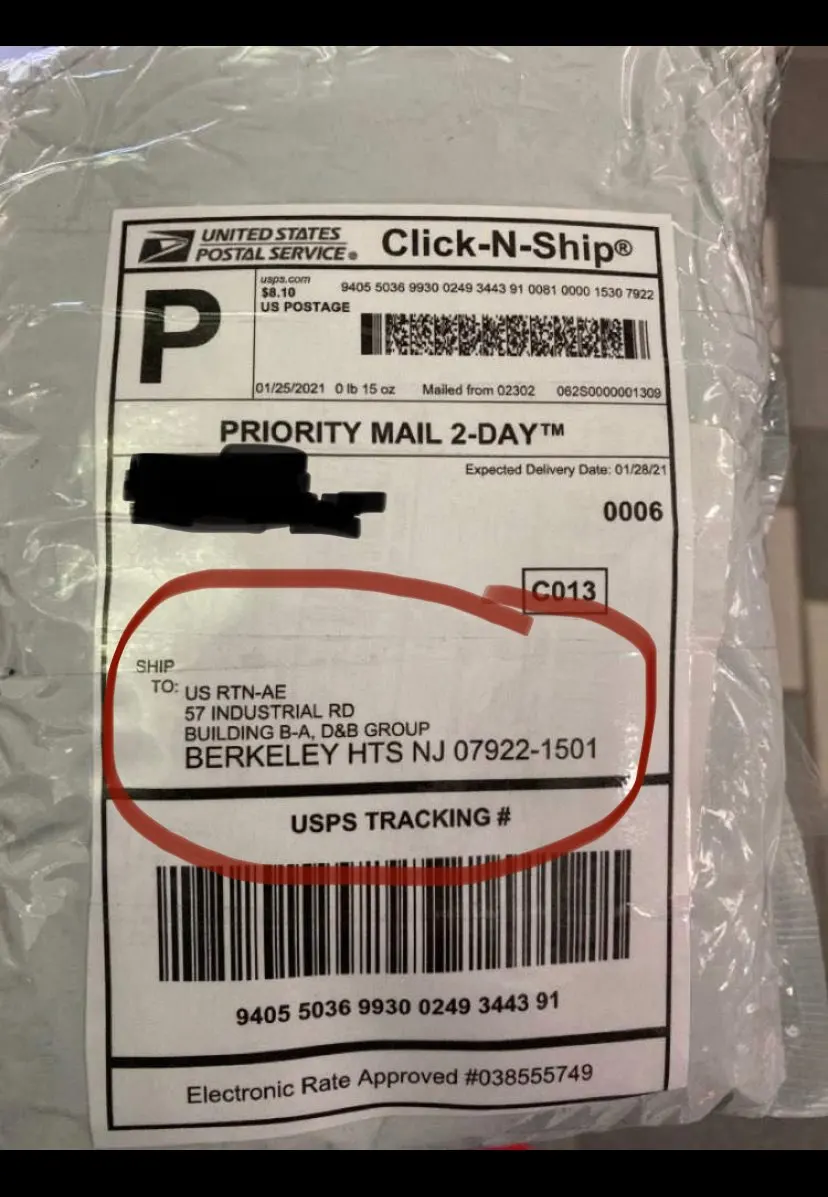 UNITED STATES
POSTAL SERVICE®
Click-N-Ship®
P
usps.com
$8.10
US POSTAGE
9405 5036 9930 0249 3443 91 0081 0000 1530 7922
01/25/2021 0 lb 15 oz Mailed from 02302 062S0000001309
PRIORITY MAIL 2-DAY™
Expected Delivery Date: 01/28/21
0006
C013
SHIP
TO:
US RTN-AE
57 INDUSTRIAL RD
BUILDING B-A, D&B GROUP
BERKELEY HTS NJ 07922-1501
USPS TRACKING #
9405 5036 9930 0249 3443 91
Electronic Rate Approved #038555749